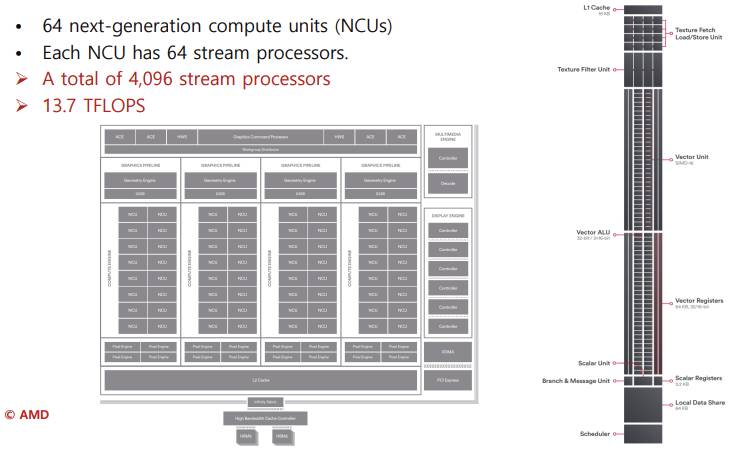 • 64 next-generation compute units (NCUs)
• Each NCU has 64 stream processors.
➢ A total of 4,096 stream processors
➢ 13.7 TFLOPS
ACE ACE HWS Graphics Command Processor HWS ACE ACE
Workgroup Distributor
GRAPHICS PIPELINE GRAPHICS PIPELINE GRAPHICS PIPELINE GRAPHICS PIPELINE
Geometry Engine Geometry Engine Geometry Engine Geometry Engine
DSBR DSBR DSBR DSBR
COMPUTE ENGINE COMPUTE ENGINE COMPUTE ENGINE COMPUTE ENGINE
NCU NCU NCU NCU NCU NCU NCU NCU
NCU NCU NCU NCU NCU NCU NCU NCU
NCU NCU NCU NCU NCU NCU NCU NCU
NCU NCU NCU NCU NCU NCU NCU NCU
NCU NCU NCU NCU NCU NCU NCU NCU
NCU NCU NCU NCU NCU NCU NCU NCU
NCU NCU NCU NCU NCU NCU NCU NCU
NCU NCU NCU NCU NCU NCU NCU NCU
Pixel Engine Pixel Engine Pixel Engine Pixel Engine Pixel Engine Pixel Engine Pixel Engine Pixel Engine
Pixel Engine Pixel Engine Pixel Engine Pixel Engine Pixel Engine Pixel Engine Pixel Engine Pixel Engine
L2 Cache
Infinity Fabric
High Bandwidth Cache Controller
HBM2 HBM2
MULTIMEDIA
ENGINE
Controller
Decode
DISPLAY ENGINE
Controller
Controller
Controller
Controller
Controller
Controller
XDMA
PCI Express
© AMD
L1 Cache
16 KB
Texture Fetch
Load/Store Unit
Texture Filter Unit
Vector Unit
SIMD-16
Vector ALU
32-bit / 2x16-bit
Vector Registers
64 KB, 32/16-bit
Scalar Unit
Branch & Message Unit
Scalar Registers
3.2 KB
Local Data Share
64 KB
Scheduler